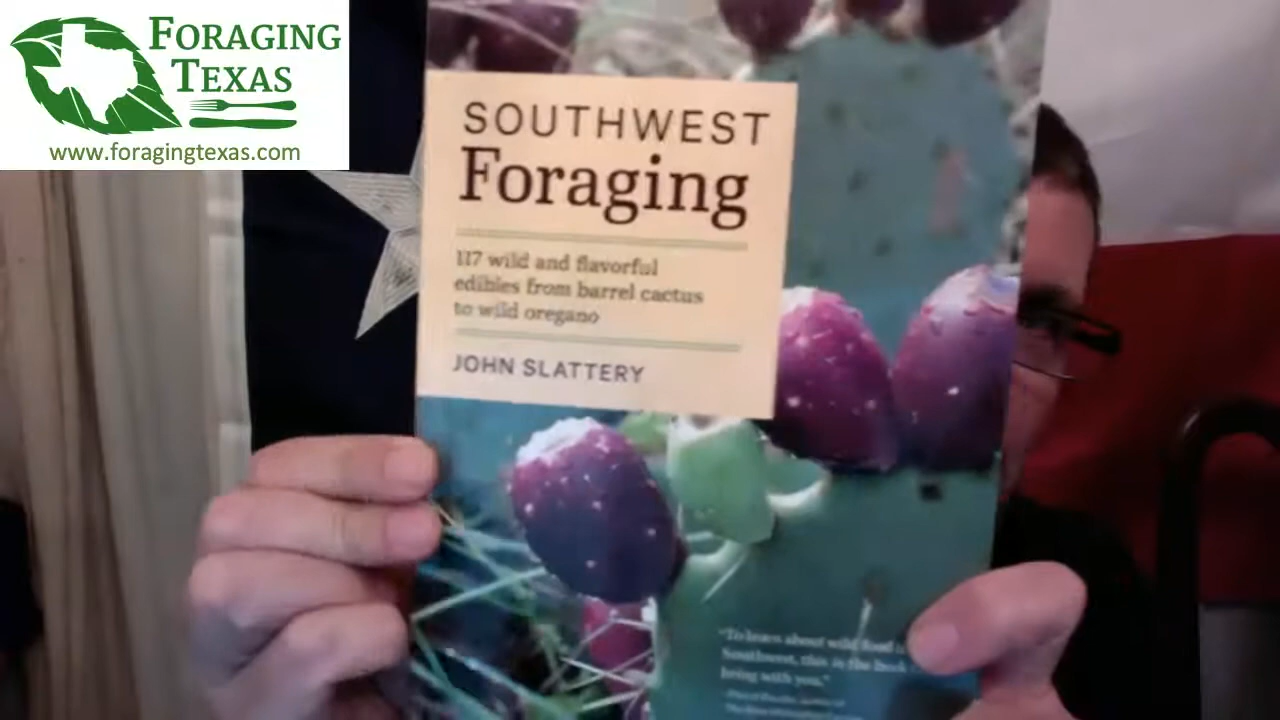 FORAGING
TEXAS
www.foragingtexas.com
SOUTHWEST
Foraging
117 wild and flavorful
edibles from barrel cactus
to wild oregano
JOHN SLATTERY
"To learn about wild food
Southwest, this is the book
bring with you."